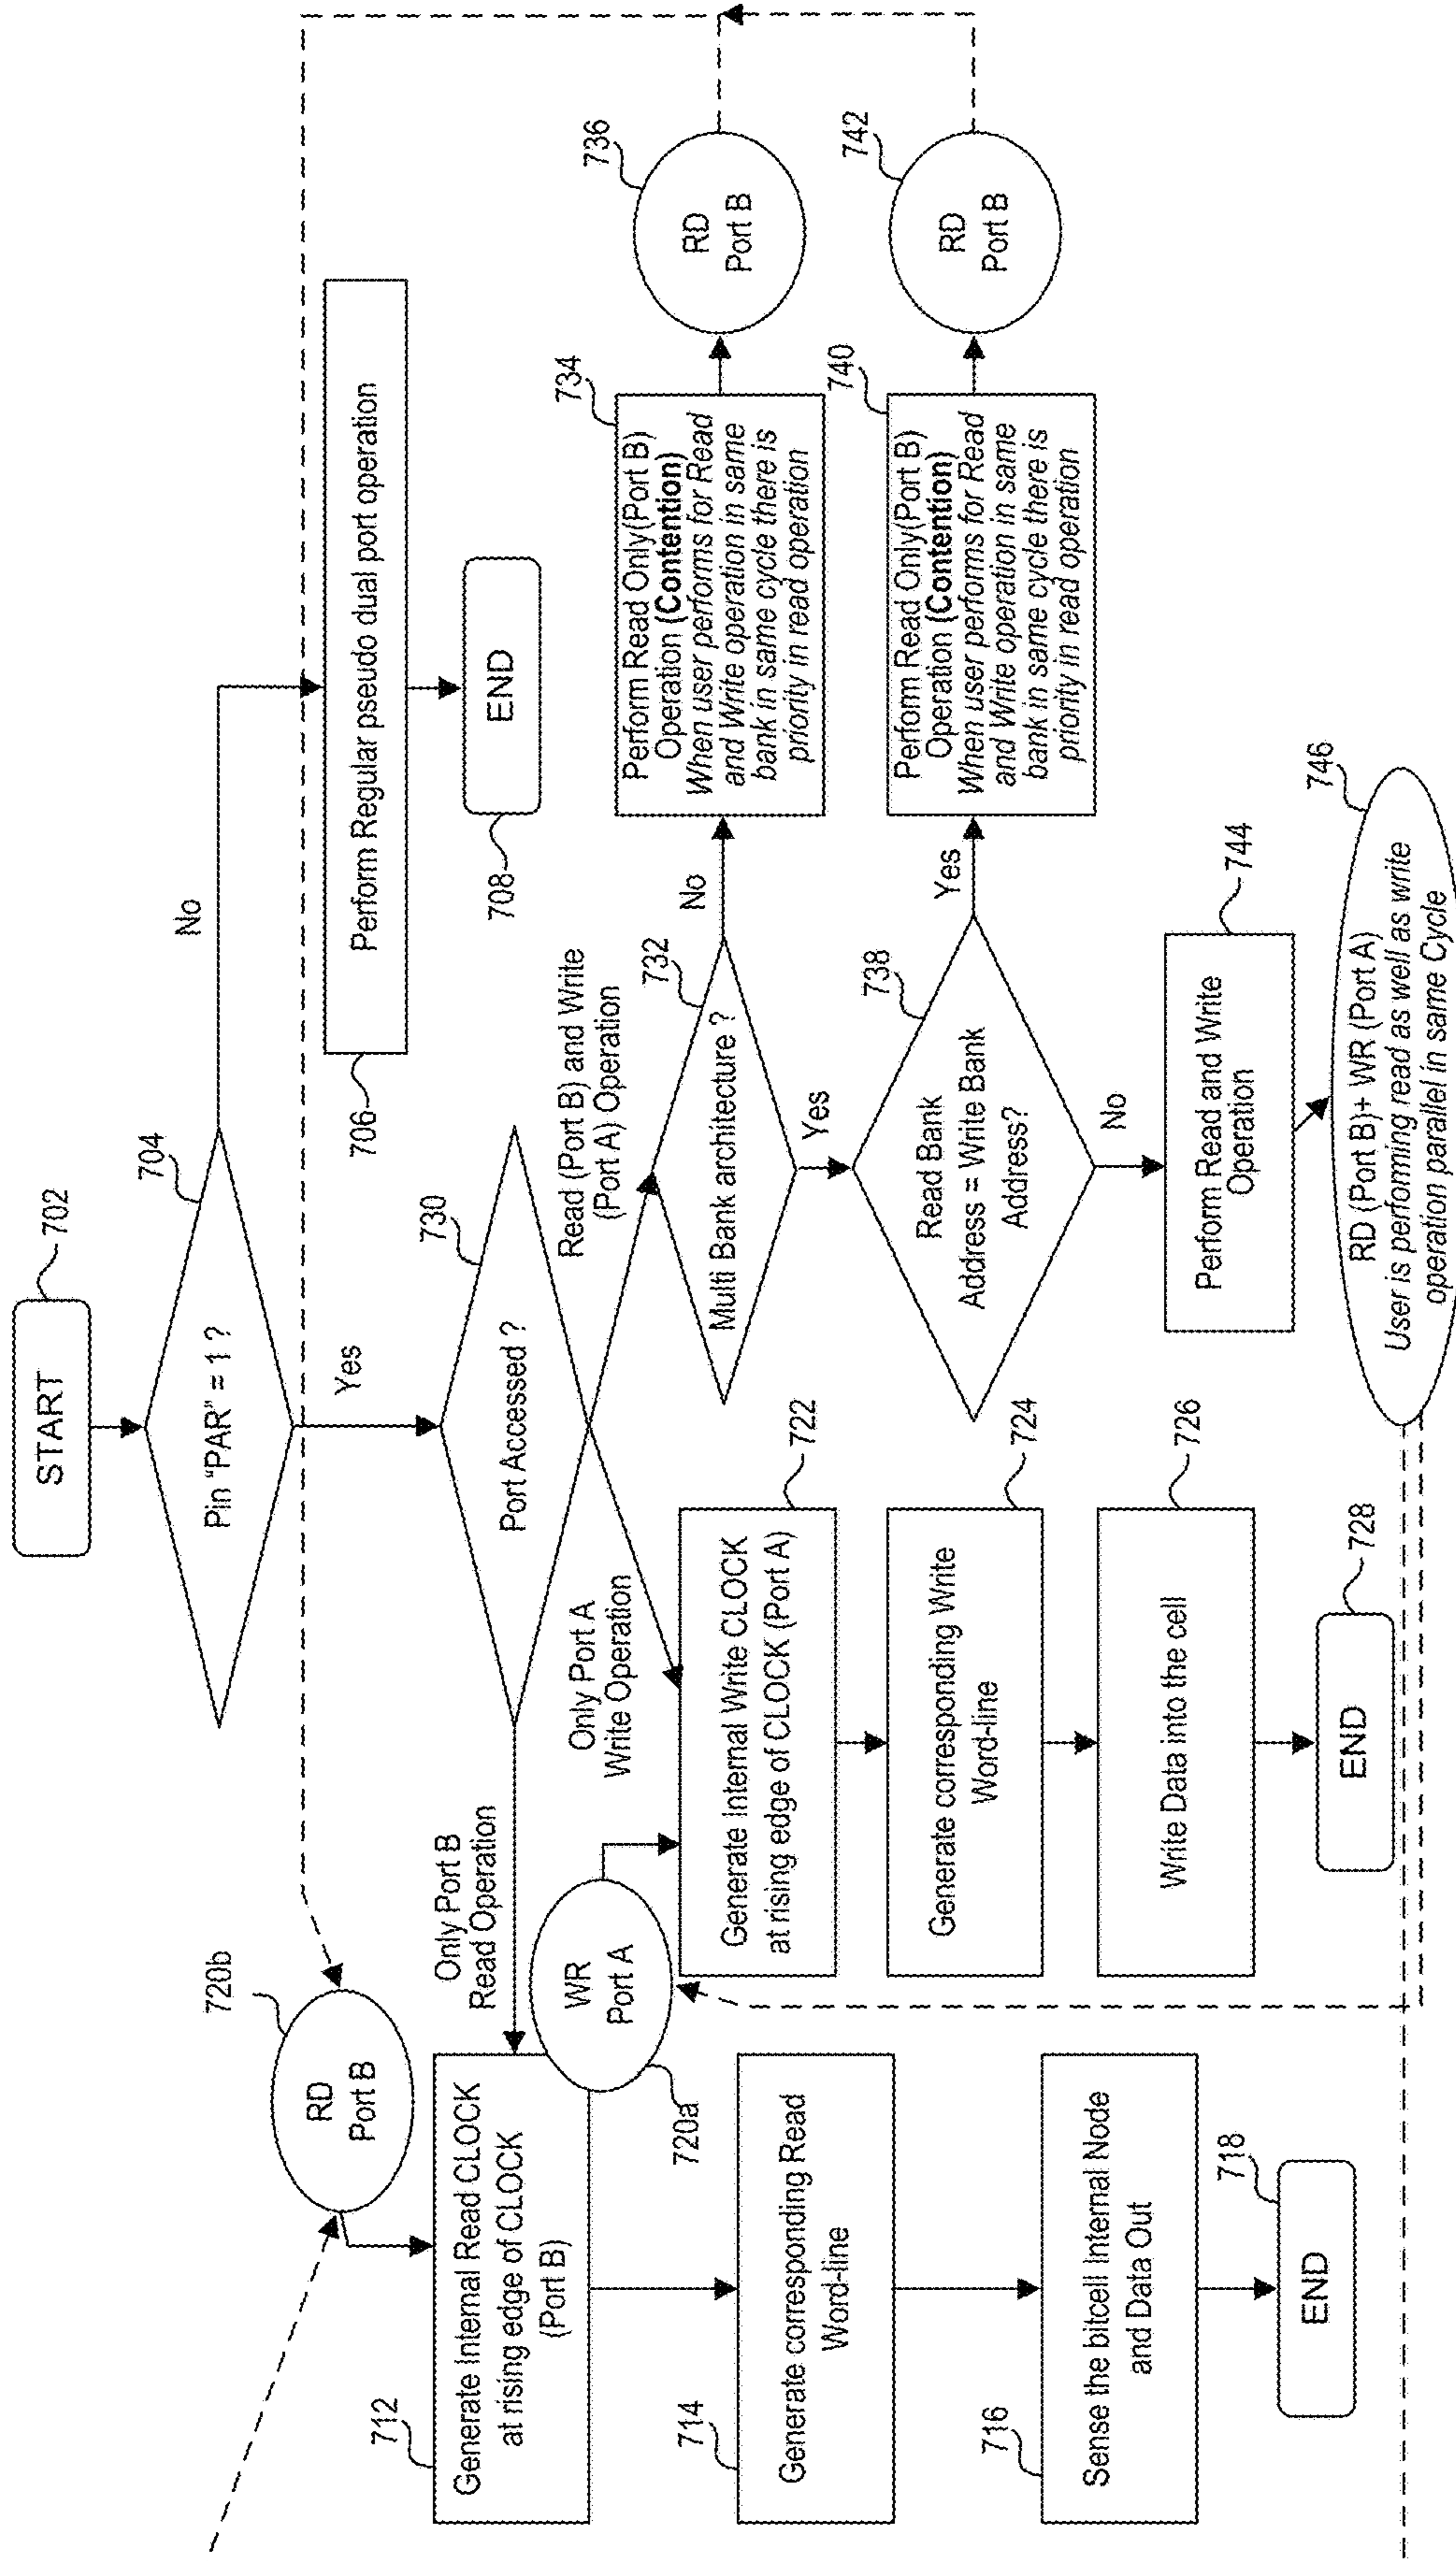 START
702
Pin "PAR" = 1 ?
704
No
Yes
Perform Regular pseudo dual port operation
706
END
708
Port Accessed ?
730
Only Port B
Read Operation
Only Port A
Write Operation
Read (Port B) and Write
(Port A) Operation
RD
Port B
720b
Generate Internal Read CLOCK
at rising edge of CLOCK
(Port B)
712
Generate corresponding Read
Word-line
714
Sense the bitcell Internal Node
and Data Out
716
END
718
WR
Port A
720a
Generate Internal Write CLOCK
at rising edge of CLOCK (Port A)
722
Generate corresponding Write
Word-line
724
Write Data into the cell
726
END
728
Multi Bank architecture ?
732
No
Yes
Perform Read Only(Port B)
Operation (Contention)
When user performs for Read
and Write operation in same
bank in same cycle there is
priority in read operation
734
RD
Port B
736
Read Bank
Address = Write Bank
Address?
738
Yes
No
Perform Read Only(Port B)
Operation (Contention)
When user performs for Read
and Write operation in same
bank in same cycle there is
priority in read operation
740
RD
Port B
742
Perform Read and Write
Operation
744
RD (Port B)+ WR (Port A)
User is performing read as well as write
operation parallel in same Cycle
746